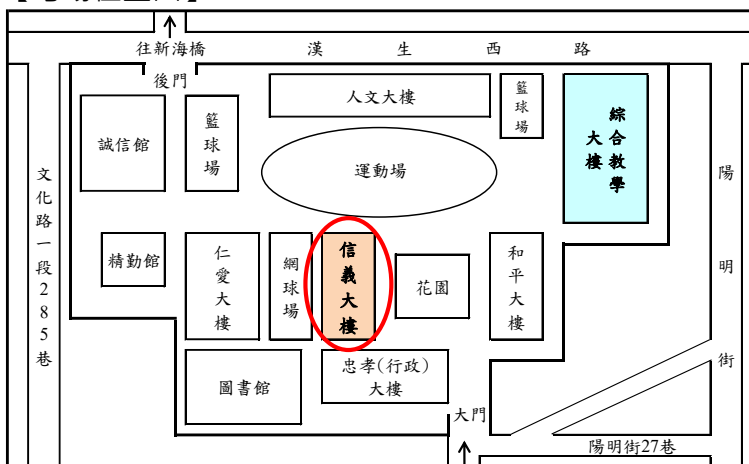 往新海橋
漢生西路
後門
人文大樓
籃球場
綜合教學
大樓
誠信館
籃球場
運動場
陽明街
文化路一段285巷
精勤館
仁愛大樓
網球場
信義大樓
花園
和平大樓
圖書館
忠孝(行政)
大樓
大門
陽明街27巷